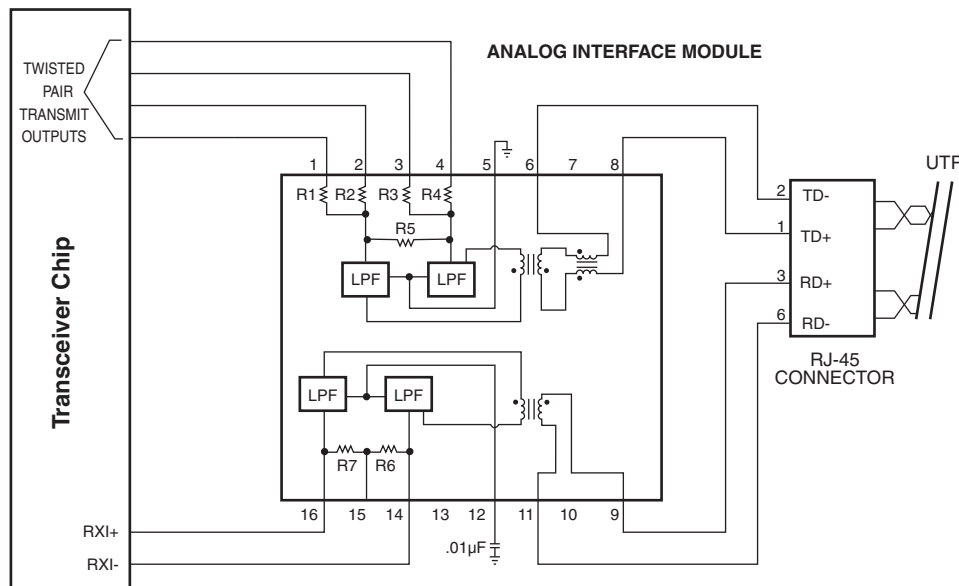 ANALOG INTERFACE MODULE
TWISTED
PAIR
TRANSMIT
OUTPUTS
Transceiver Chip
1 2 3 4 5 6 7 8
R1 R2 R3 R4
R5
LPF LPF
LPF LPF
R7 R6
16 15 14 13 12 11 10 9
.01µF
RXI+
RXI-
UTP
2 TD-
1 TD+
3 RD+
6 RD-
RJ-45
CONNECTOR